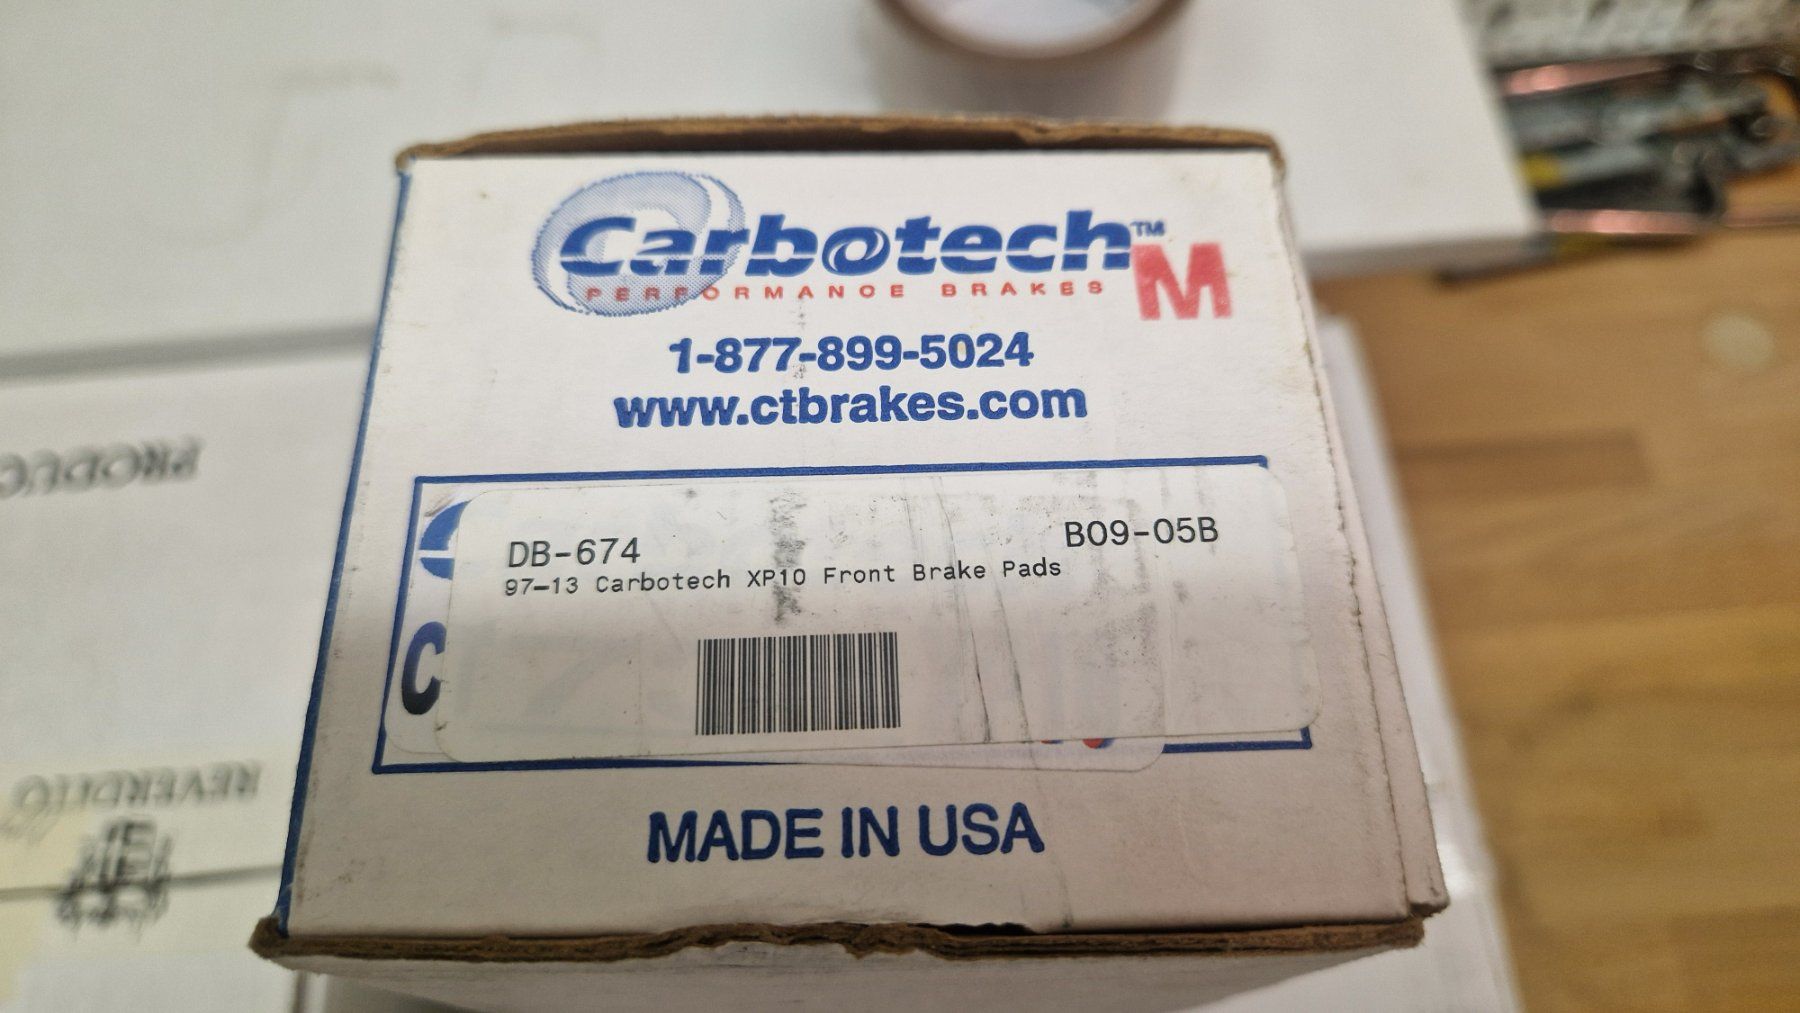 Carbotech™
PERFORMANCE BRAKES
M
1-877-899-5024
www.ctbrakes.com
DB-674
B09-05B
97-13 Carbotech XP10 Front Brake Pads
C
MADE IN USA
REVERDITO